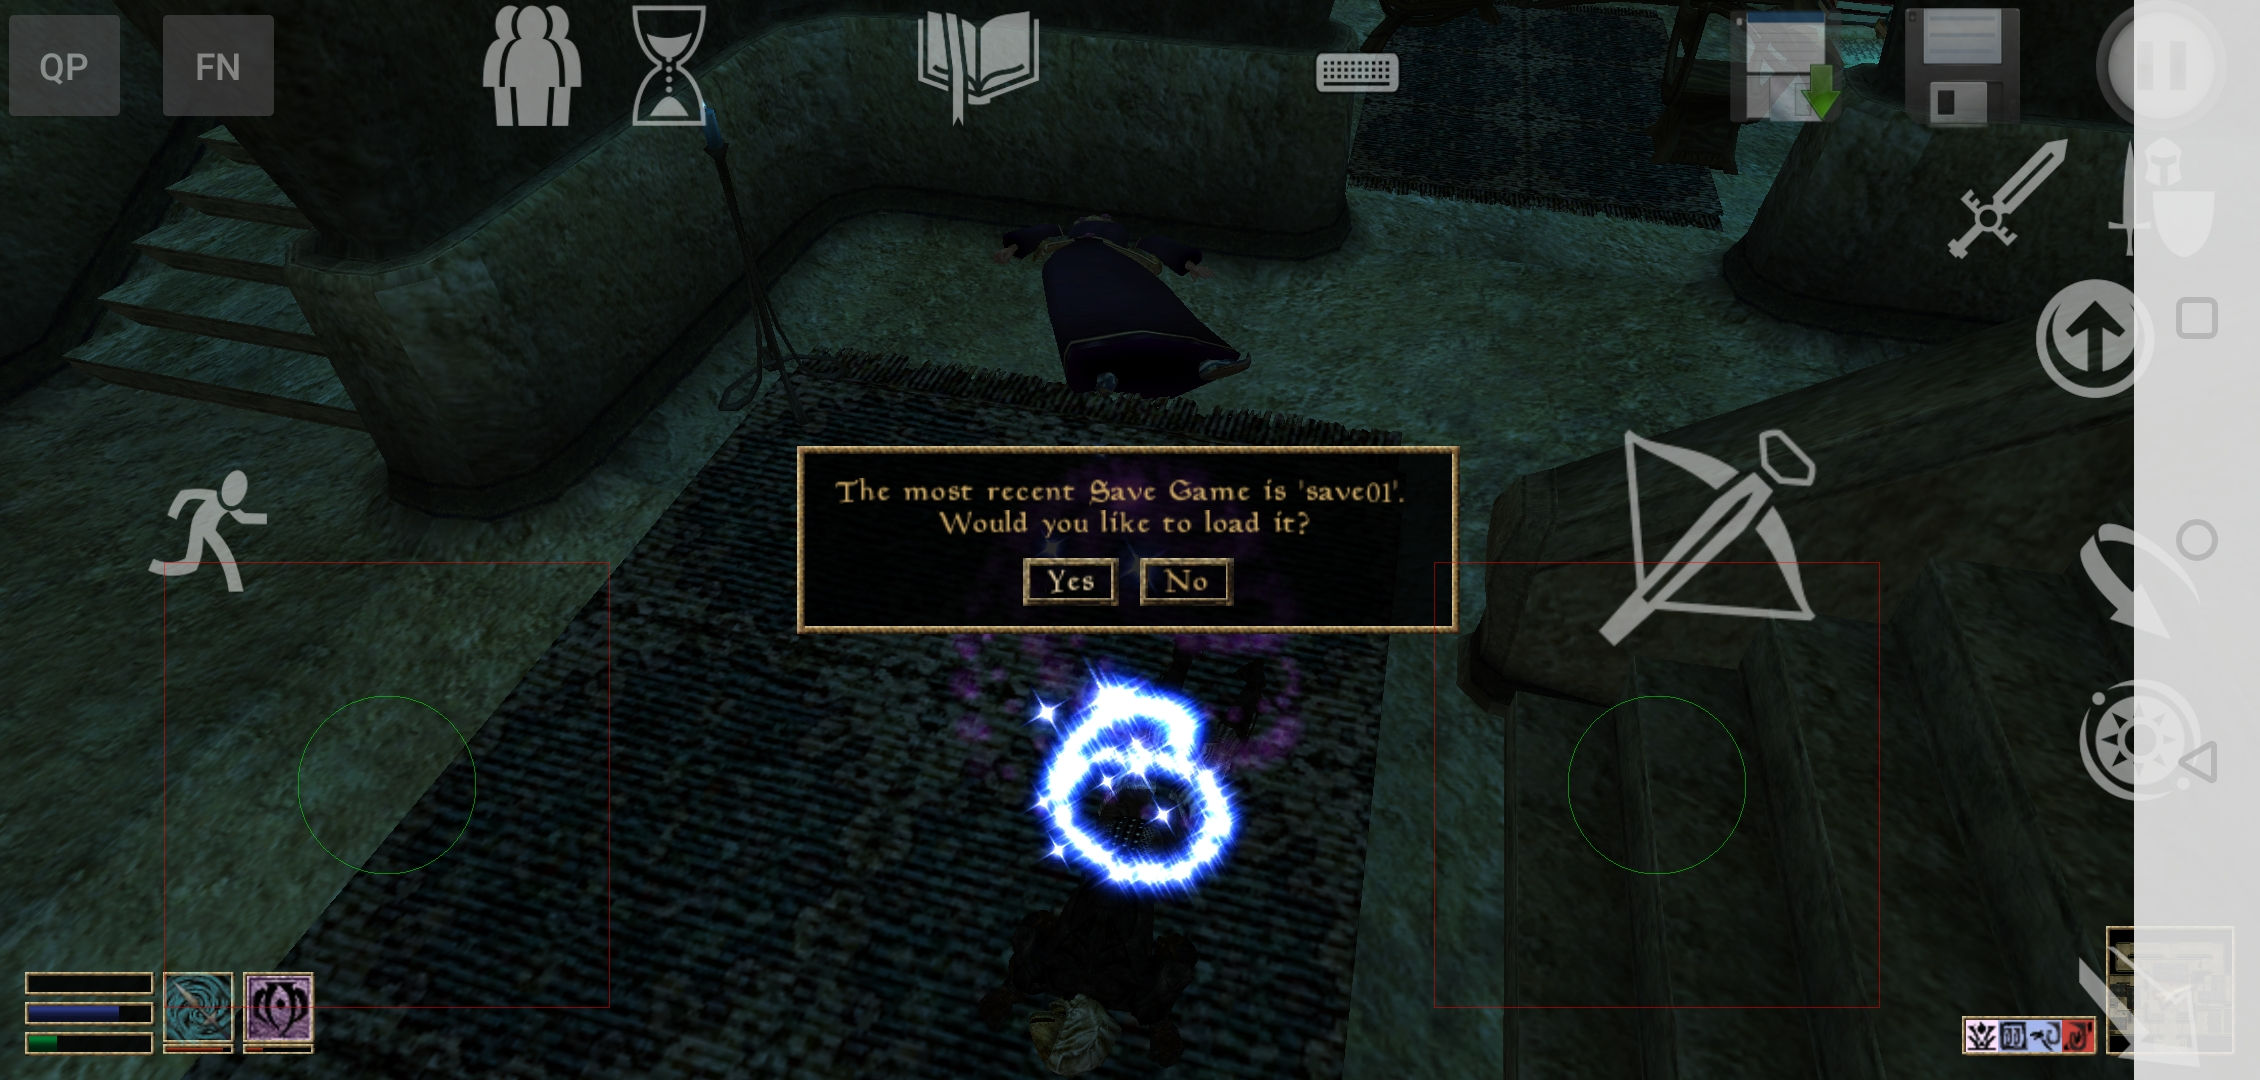 QP
FN
The most recent Save Game is 'save01'.
Would you like to load it?
Yes
No